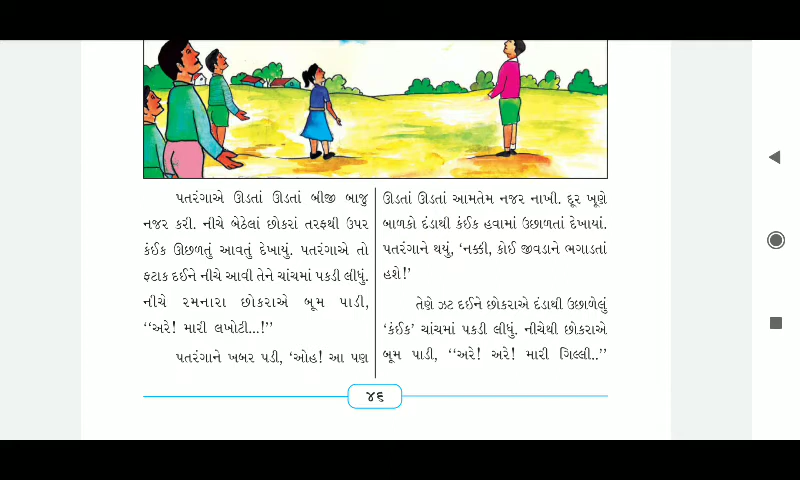 પતરંગાએ ઊડતાં ઊડતાં બીજી બાજુ
નજર કરી. નીચે બેઠેલાં છોકરાં તરફથી ઉપર
કંઈક ઊછળતું આવતું દેખાયું. પતરંગાએ તો
ફટાક દઈને નીચે આવી તેને ચાંચમાં પકડી લીધું.
નીચે રમનારા છોકરાએ બૂમ પાડી,
‘‘અરે! મારી લખોટી...!’’
પતરંગાને ખબર પડી, ‘ઓહ! આ પણ
ઊડતાં ઊડતાં આમતેમ નજર નાખી. દૂર ખૂણે
બાળકો દંડાથી કંઈક હવામાં ઉછાળતાં દેખાયાં.
પતરંગાને થયું, ‘નક્કી, કોઈ જીવડાને ભગાડતાં
હશે!’
તેણે ઝટ દઈને છોકરાએ દંડાથી ઉછાળેલું
‘કંઈક’ ચાંચમાં પકડી લીધું. નીચેથી છોકરાએ
બૂમ પાડી, ‘‘અરે! અરે! મારી ગિલ્લી..’’
૪૬